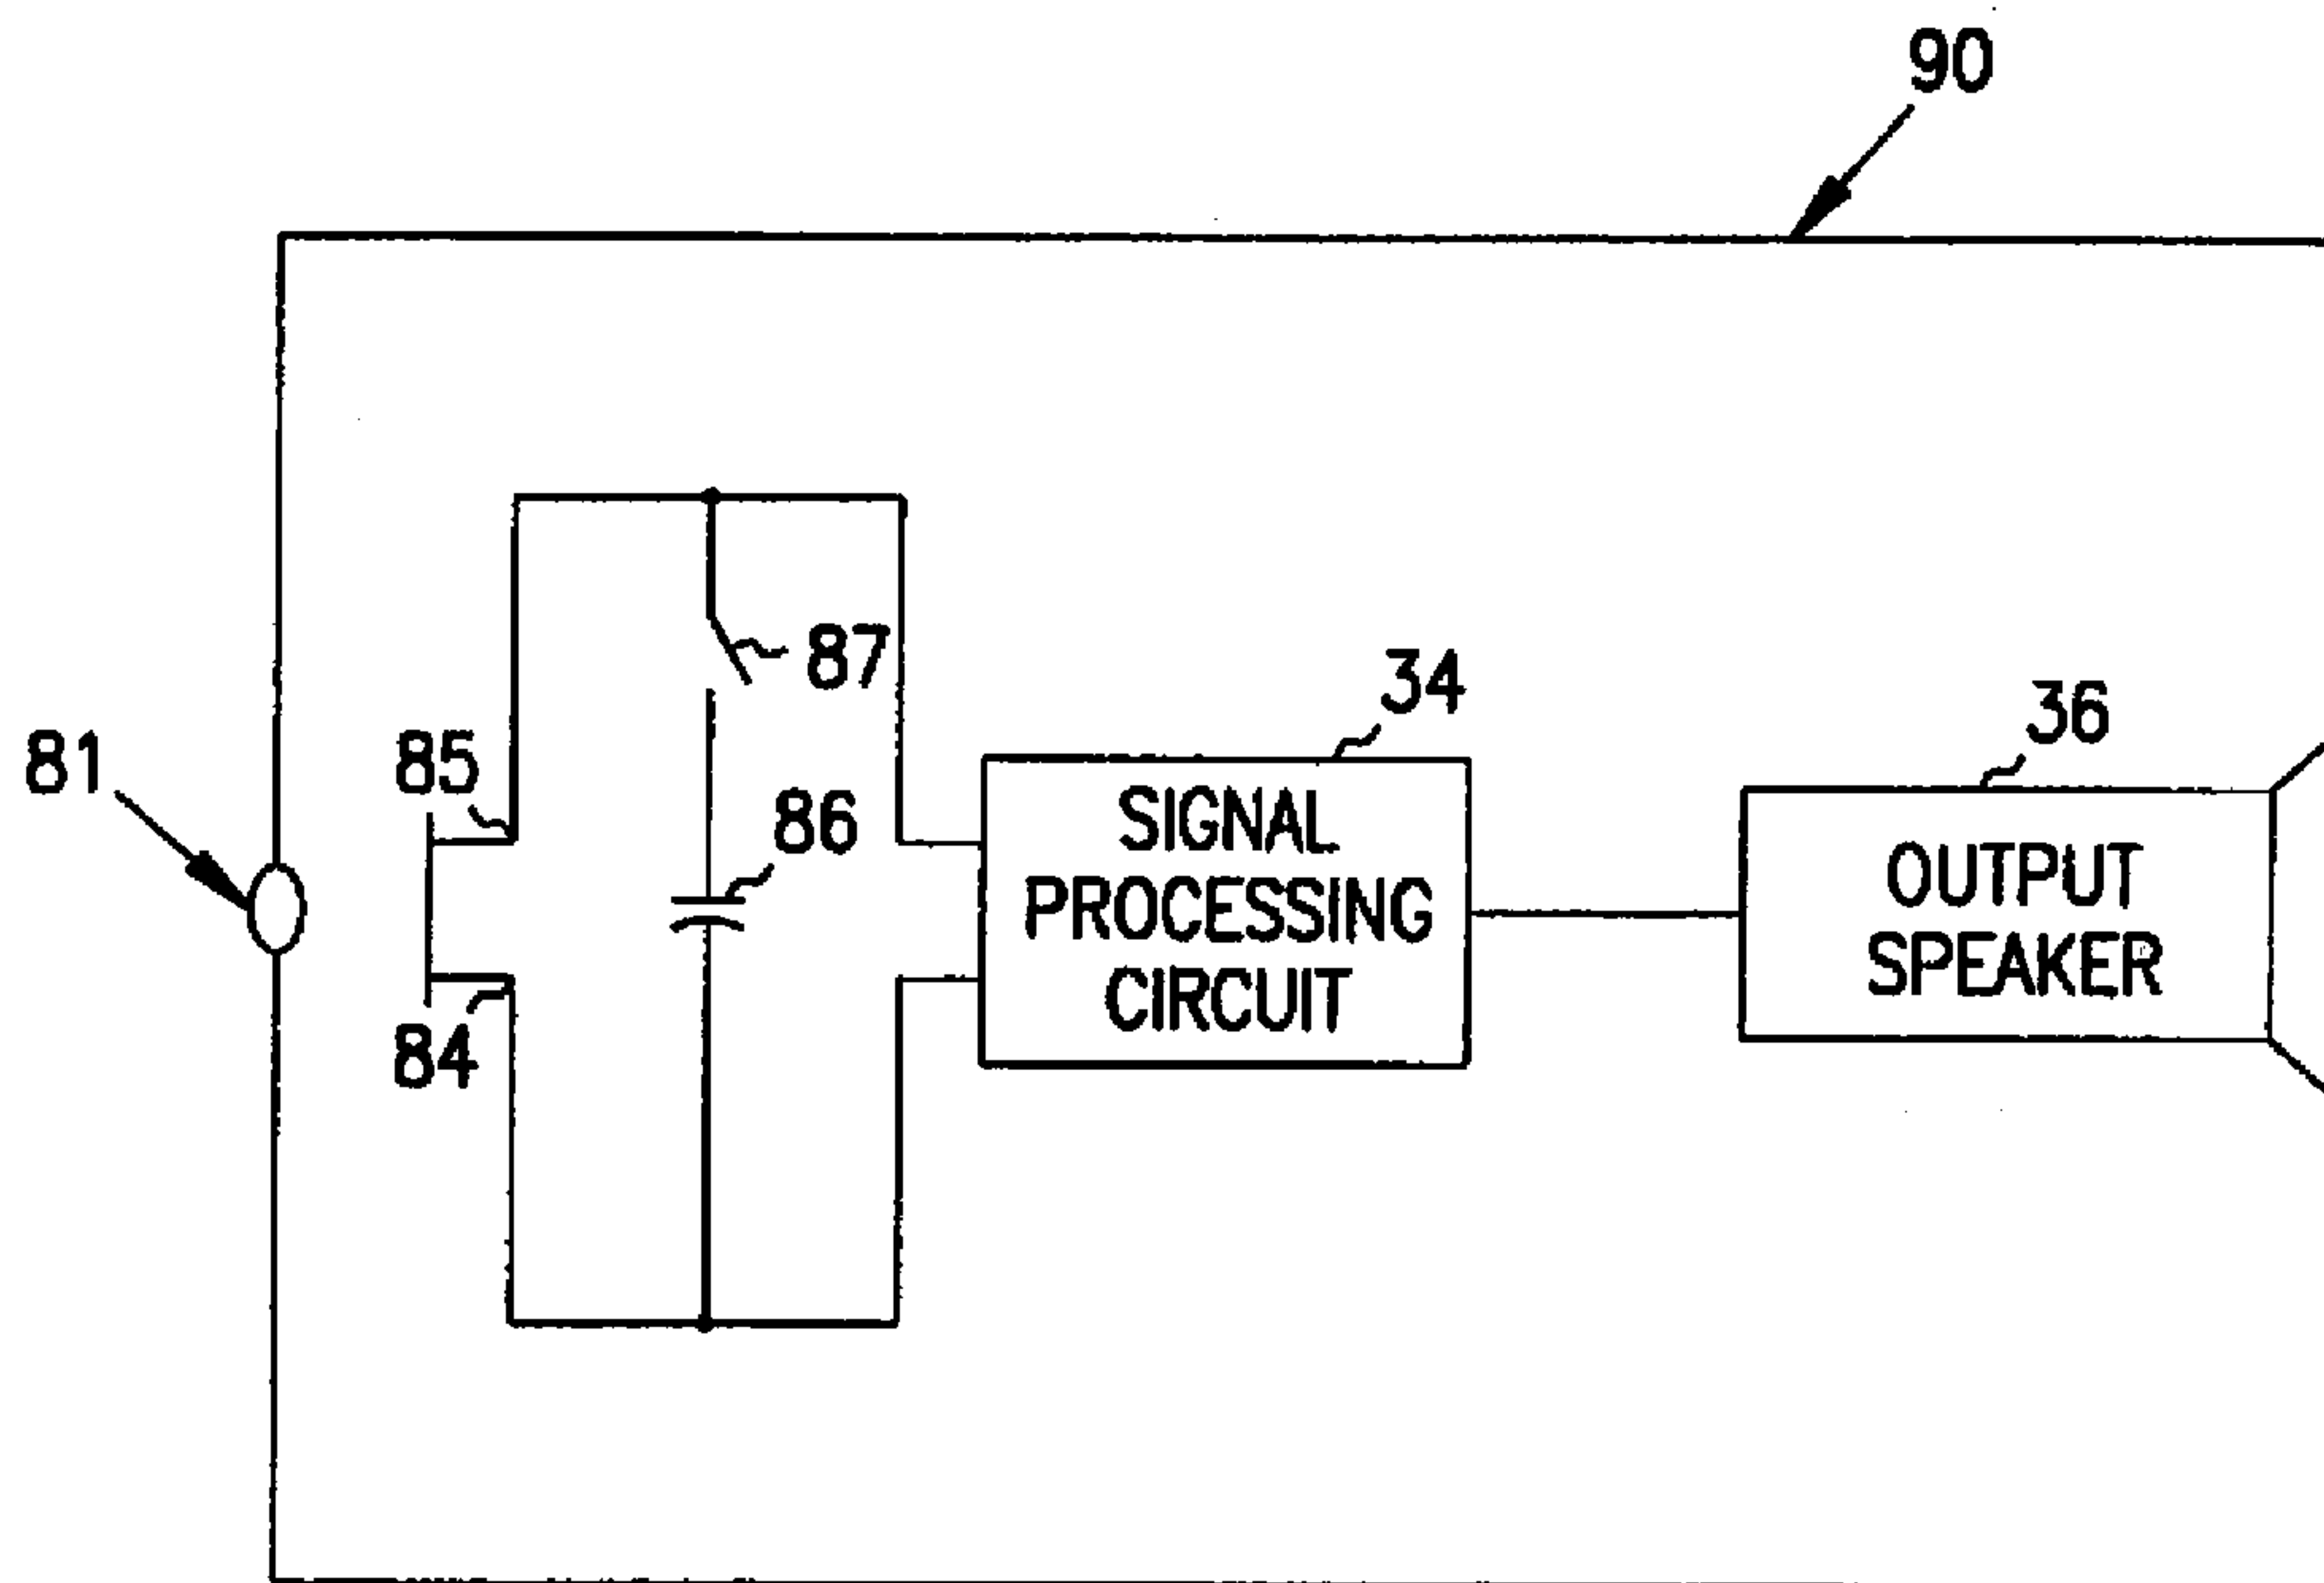 90
87
34
36
81
85
86
SIGNAL
PROCESSING
CIRCUIT
OUTPUT
SPEAKER
84